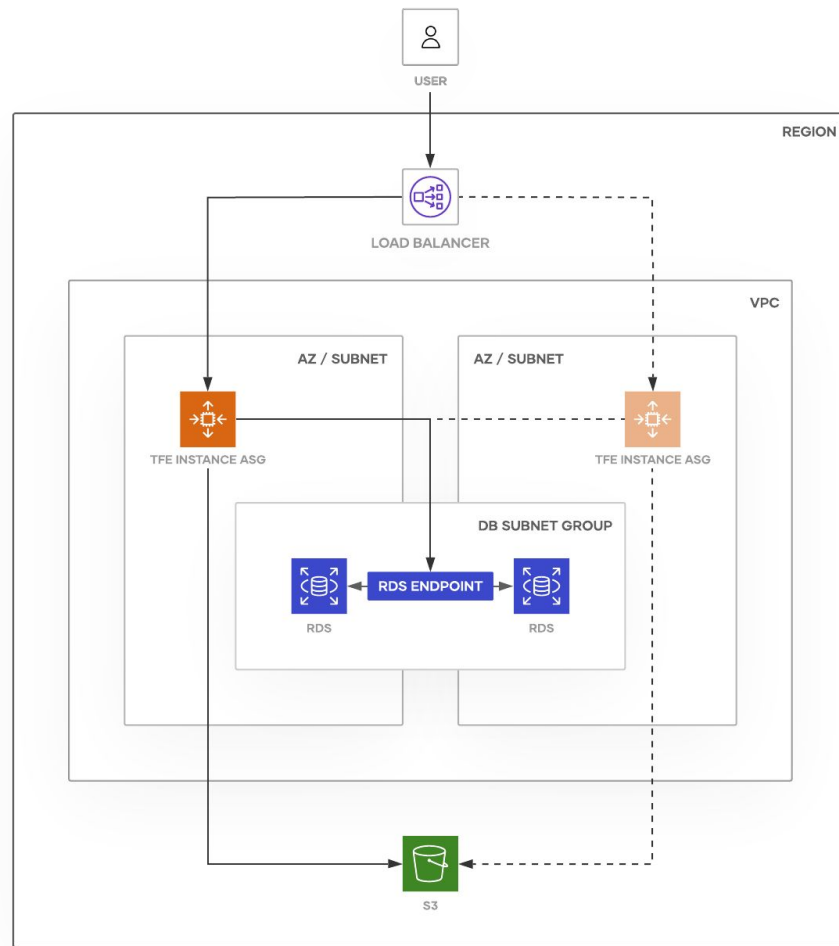 USER
REGION
LOAD BALANCER
VPC
AZ / SUBNET
AZ / SUBNET
TFE INSTANCE ASG
TFE INSTANCE ASG
DB SUBNET GROUP
RDS ENDPOINT
RDS
RDS
S3